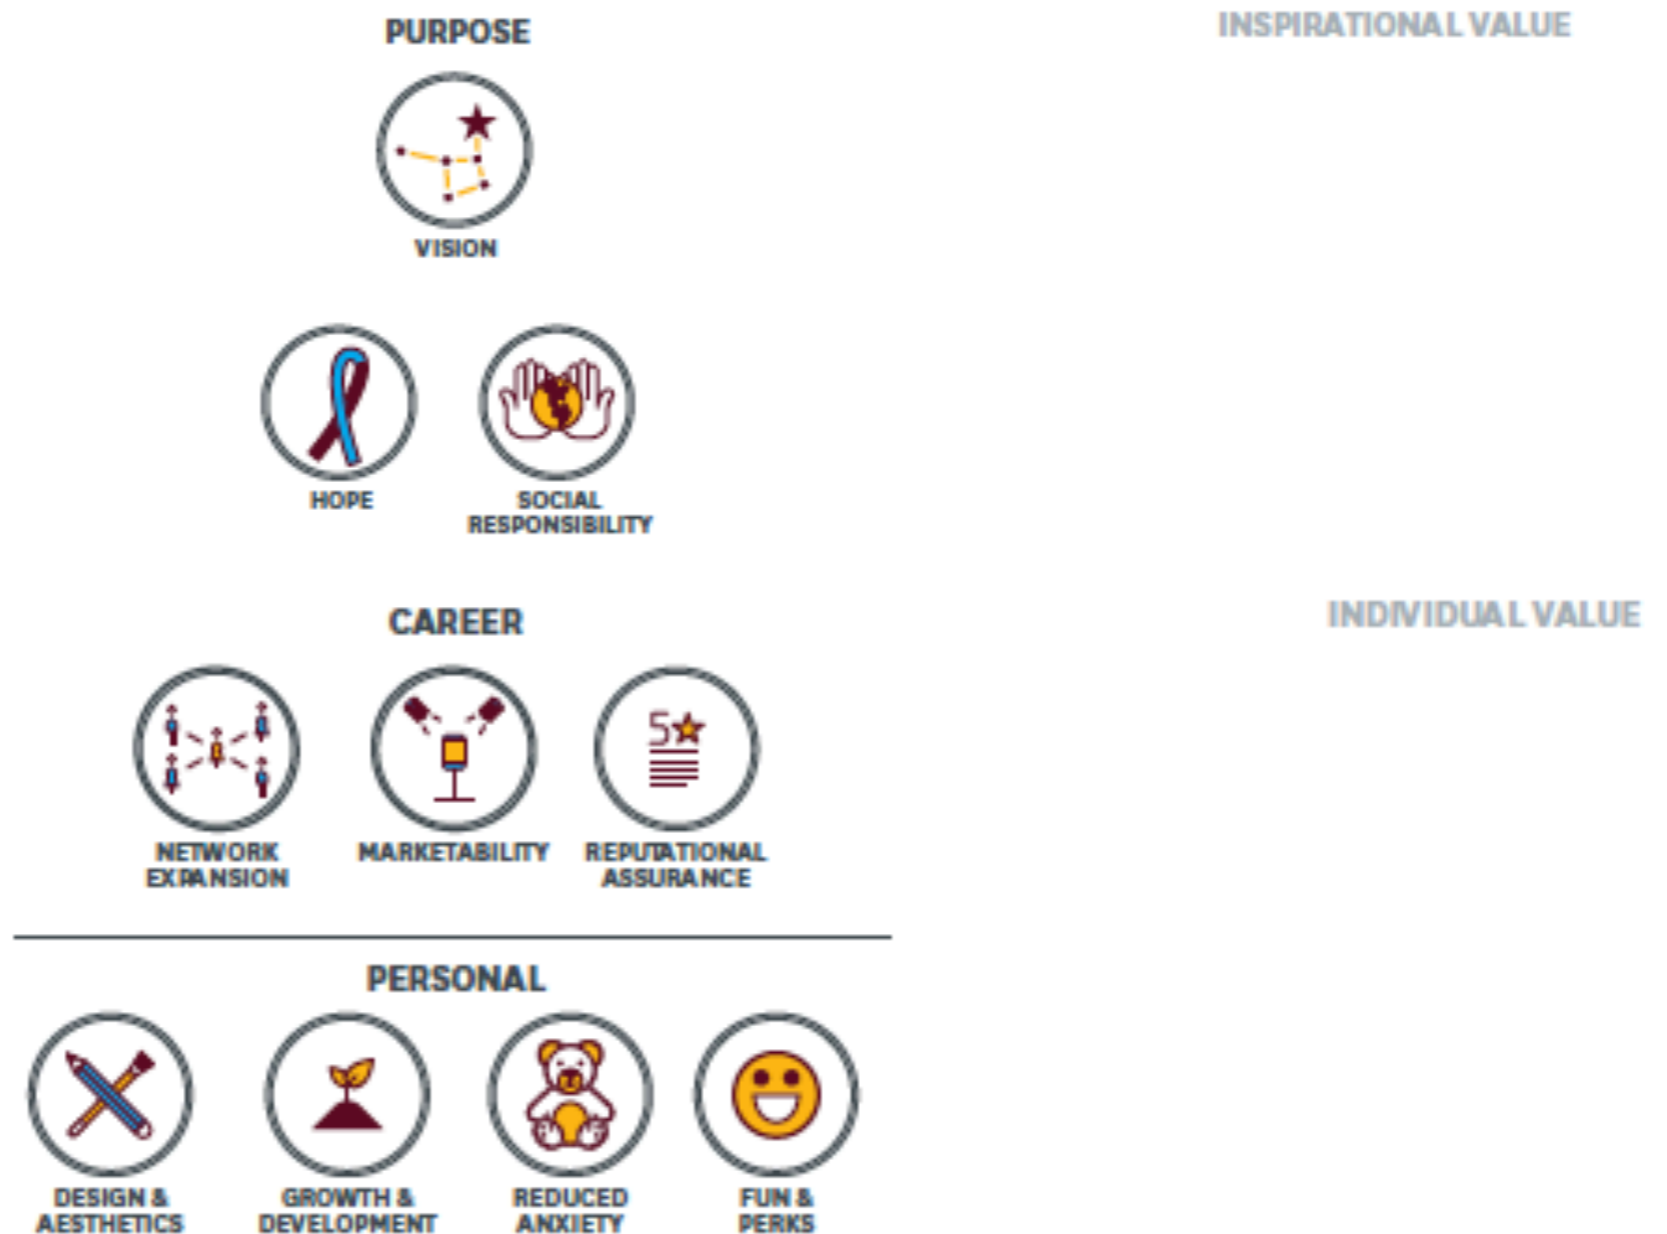 PURPOSE
INSPIRATIONAL VALUE
VISION
HOPE
SOCIAL
RESPONSIBILITY
CAREER
INDIVIDUAL VALUE
5
NETWORK
EXPANSION
MARKETABILITY
REPUTATIONAL
ASSURANCE
PERSONAL
DESIGN &
AESTHETICS
GROWTH &
DEVELOPMENT
REDUCED
ANXIETY
FUN &
PERKS